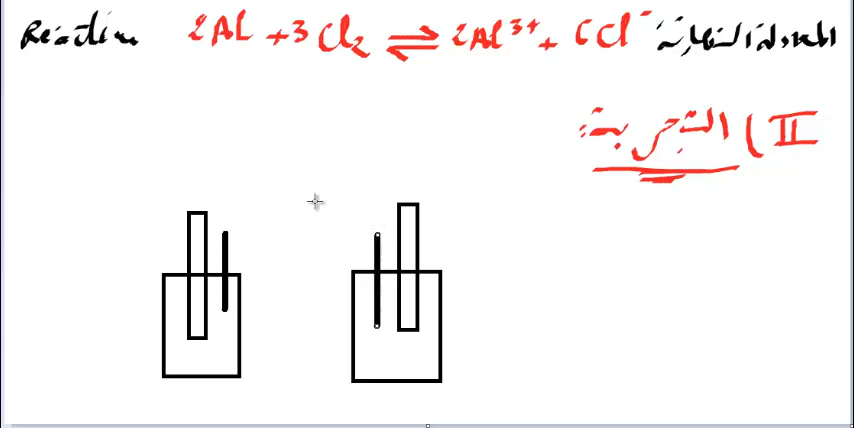 Reaction 2Al + 3Cl₂ ⇌ 2Al³⁺ + 6Cl⁻ المعادلة النهائية
II) التجربة: